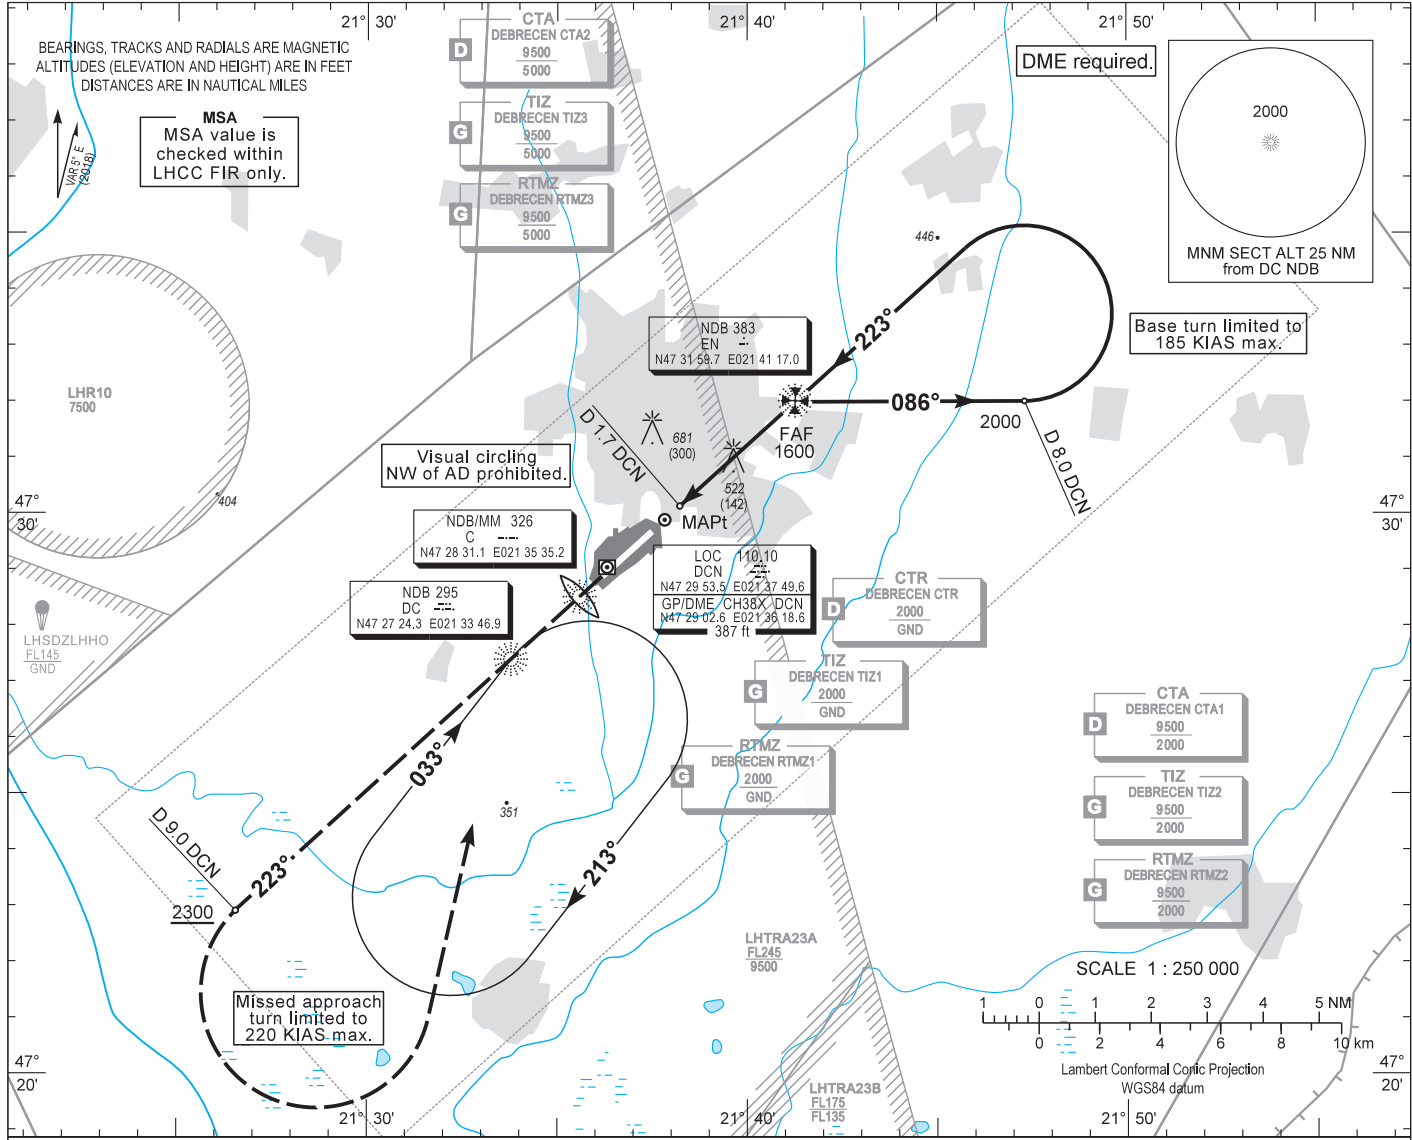 21° 30'
21° 40'
21° 50'
BEARINGS, TRACKS AND RADIALS ARE MAGNETIC
ALTITUDES (ELEVATION AND HEIGHT) ARE IN FEET
DISTANCES ARE IN NAUTICAL MILES
VAR 5° E
(2018)
MSA
MSA value is
checked within
LHCC FIR only.
CTA
DEBRECEN CTA2
D
9500
5000
TIZ
DEBRECEN TIZ3
G
9500
5000
RTMZ
DEBRECEN RTMZ3
G
9500
5000
DME required.
2000
MNM SECT ALT 25 NM
from DC NDB
446
Base turn limited to
185 KIAS max.
NDB 383
EN
N47 31 59.7 E021 41 17.0
223°
086°
2000
D 8.0 DCN
FAF
1600
LHR10
7500
D 1.7 DCN
681
(300)
522
(142)
Visual circling
NW of AD prohibited.
404
47°
30'
47°
30'
MAPt
NDB/MM 326
C
N47 28 31.1 E021 35 35.2
LOC 110.10
DCN
N47 29 53.5 E021 37 49.6
GP/DME CH38X DCN
N47 29 02.6 E021 36 18.6
387 ft
NDB 295
DC
N47 27 24.3 E021 33 46.9
CTR
DEBRECEN CTR
D
2000
GND
LHSDZLHHO
FL145
GND
TIZ
DEBRECEN TIZ1
G
2000
GND
CTA
DEBRECEN CTA1
D
9500
2000
RTMZ
DEBRECEN RTMZ1
G
2000
GND
TIZ
DEBRECEN TIZ2
G
9500
2000
033°
351
D 9.0 DCN
223°
213°
RTMZ
DEBRECEN RTMZ2
G
9500
2000
2300
LHTRA23A
FL245
9500
SCALE 1 : 250 000
Missed approach
turn limited to
220 KIAS max.
1 0 1 2 3 4 5 NM
0 2 4 6 8 10 km
47°
20'
47°
20'
Lambert Conformal Conic Projection
WGS84 datum
LHTRA23B
FL175
FL135
21° 30'
21° 40'
21° 50'